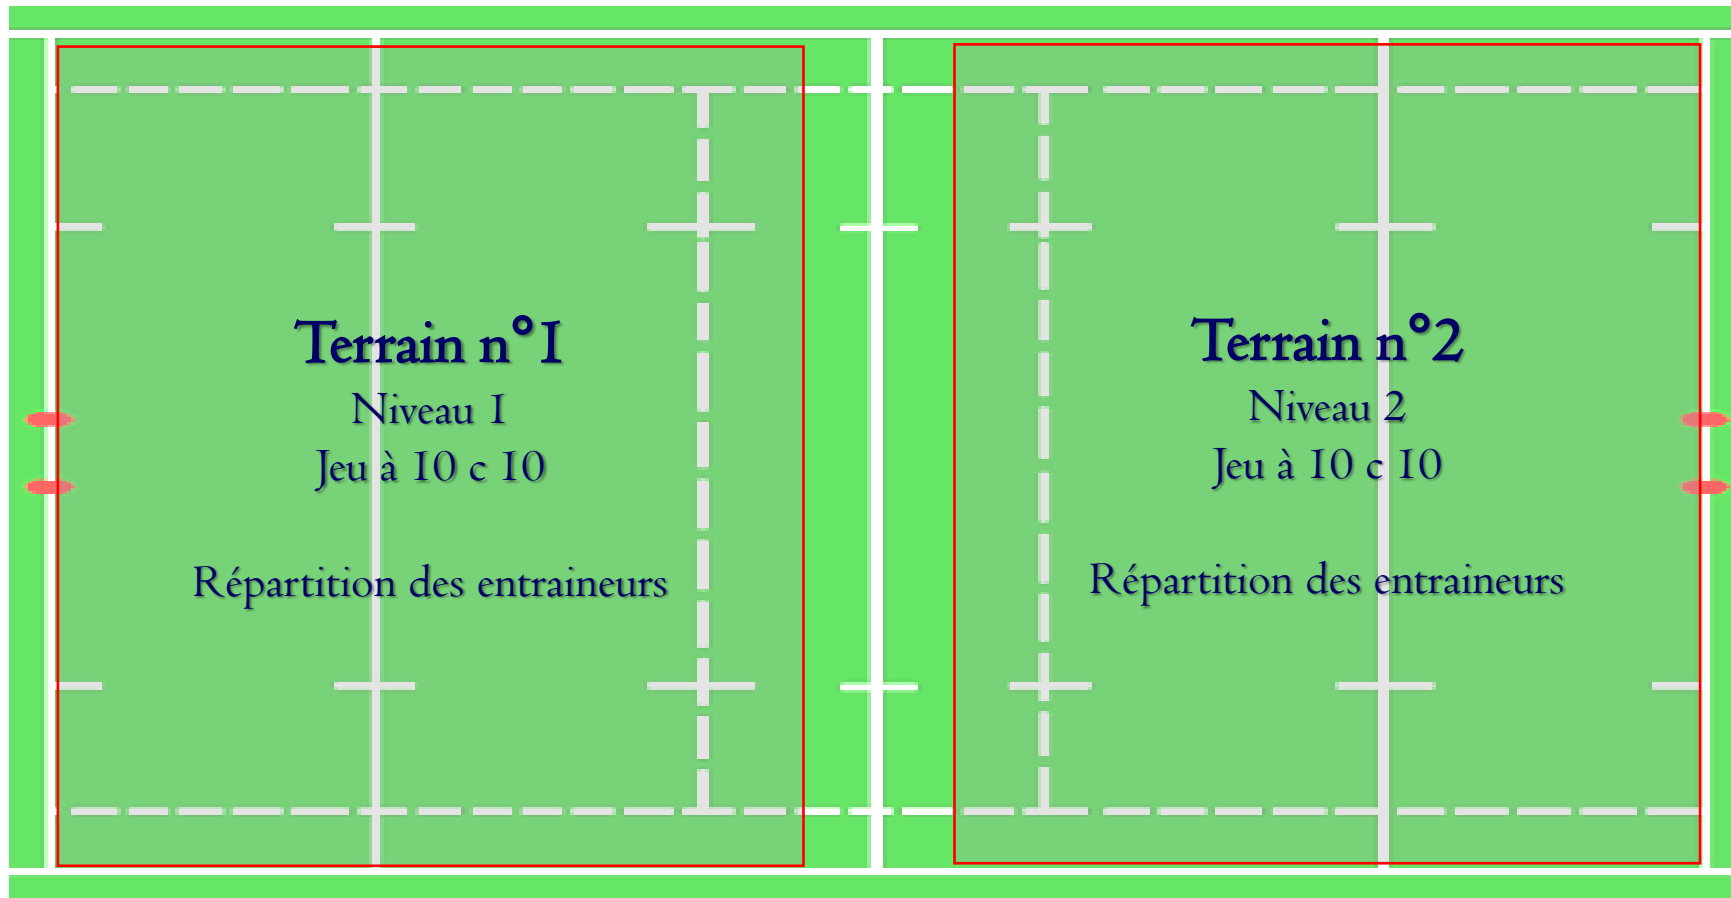 Terrain n°1
Niveau 1
Jeu à 10 c 10
Répartition des entraineurs
Terrain n°2
Niveau 2
Jeu à 10 c 10
Répartition des entraineurs